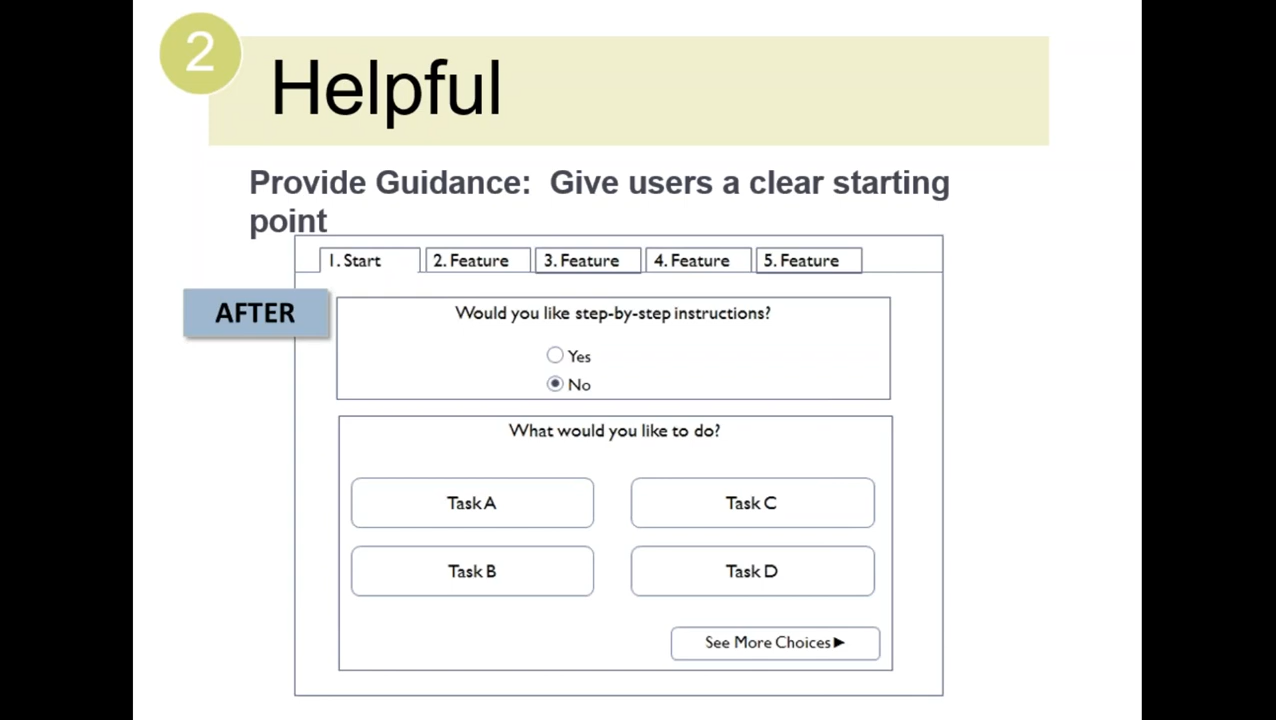 2
Helpful
Provide Guidance: Give users a clear starting
point
1. Start
2. Feature
3. Feature
4. Feature
5. Feature
AFTER
Would you like step-by-step instructions?
Yes
No
What would you like to do?
Task A
Task C
Task B
Task D
See More Choices►